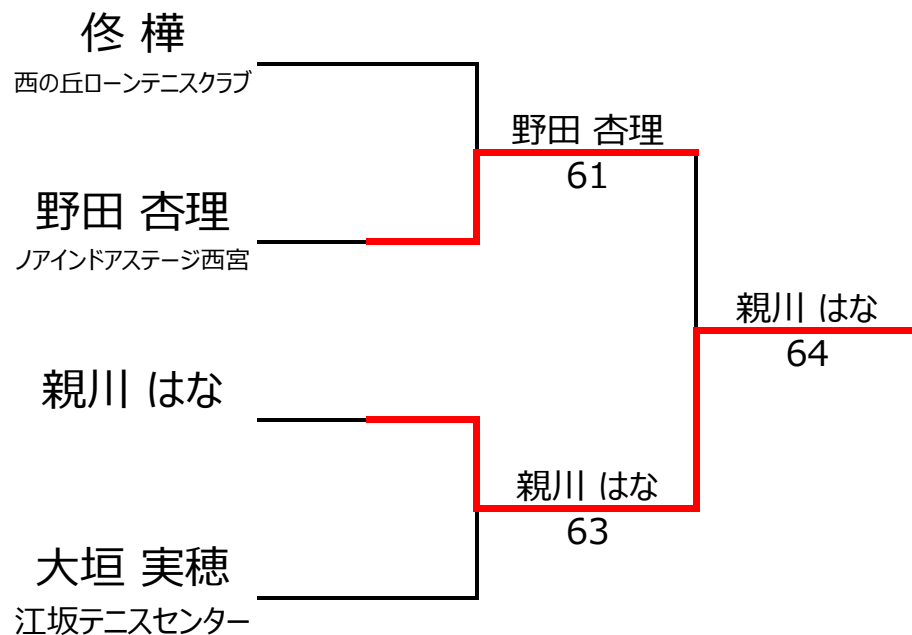 佟 樺
西の丘ローンテニスクラブ
野田 杏理
61
野田 杏理
ノアインドアステージ西宮
親川 はな
64
親川 はな
親川 はな
63
大垣 実穂
江坂テニスセンター